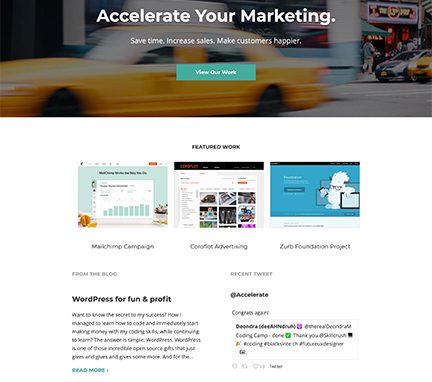 Accelerate Your Marketing.
Save time. Increase sales. Make customers happier.
View Our Work
FEATURED WORK
MailChimp Works the Way You Do
COROFLOT
Foundation
Mailchimp Campaign
Coroflot Advertising
Zurb Foundation Project
FROM THE BLOG
WordPress for fun & profit
Want to know the secret to my success? How I
managed to learn how to code and immediately start
making money with my coding skills, while continuing
to learn? The answer is simple: WordPress. WordPress
is one of those incredible open source gifts that just
gives and gives and gives some more. And for the...
READ MORE ›
RECENT TWEET
@Accelerate
Congrats again!
Deondra (deeAHNdruh) @therealDeondraM
Coding Camp - done ✅ Thank you @Skillcrush
🎉 #coding #blacksinte ch #futureuxdesigner
Twitter